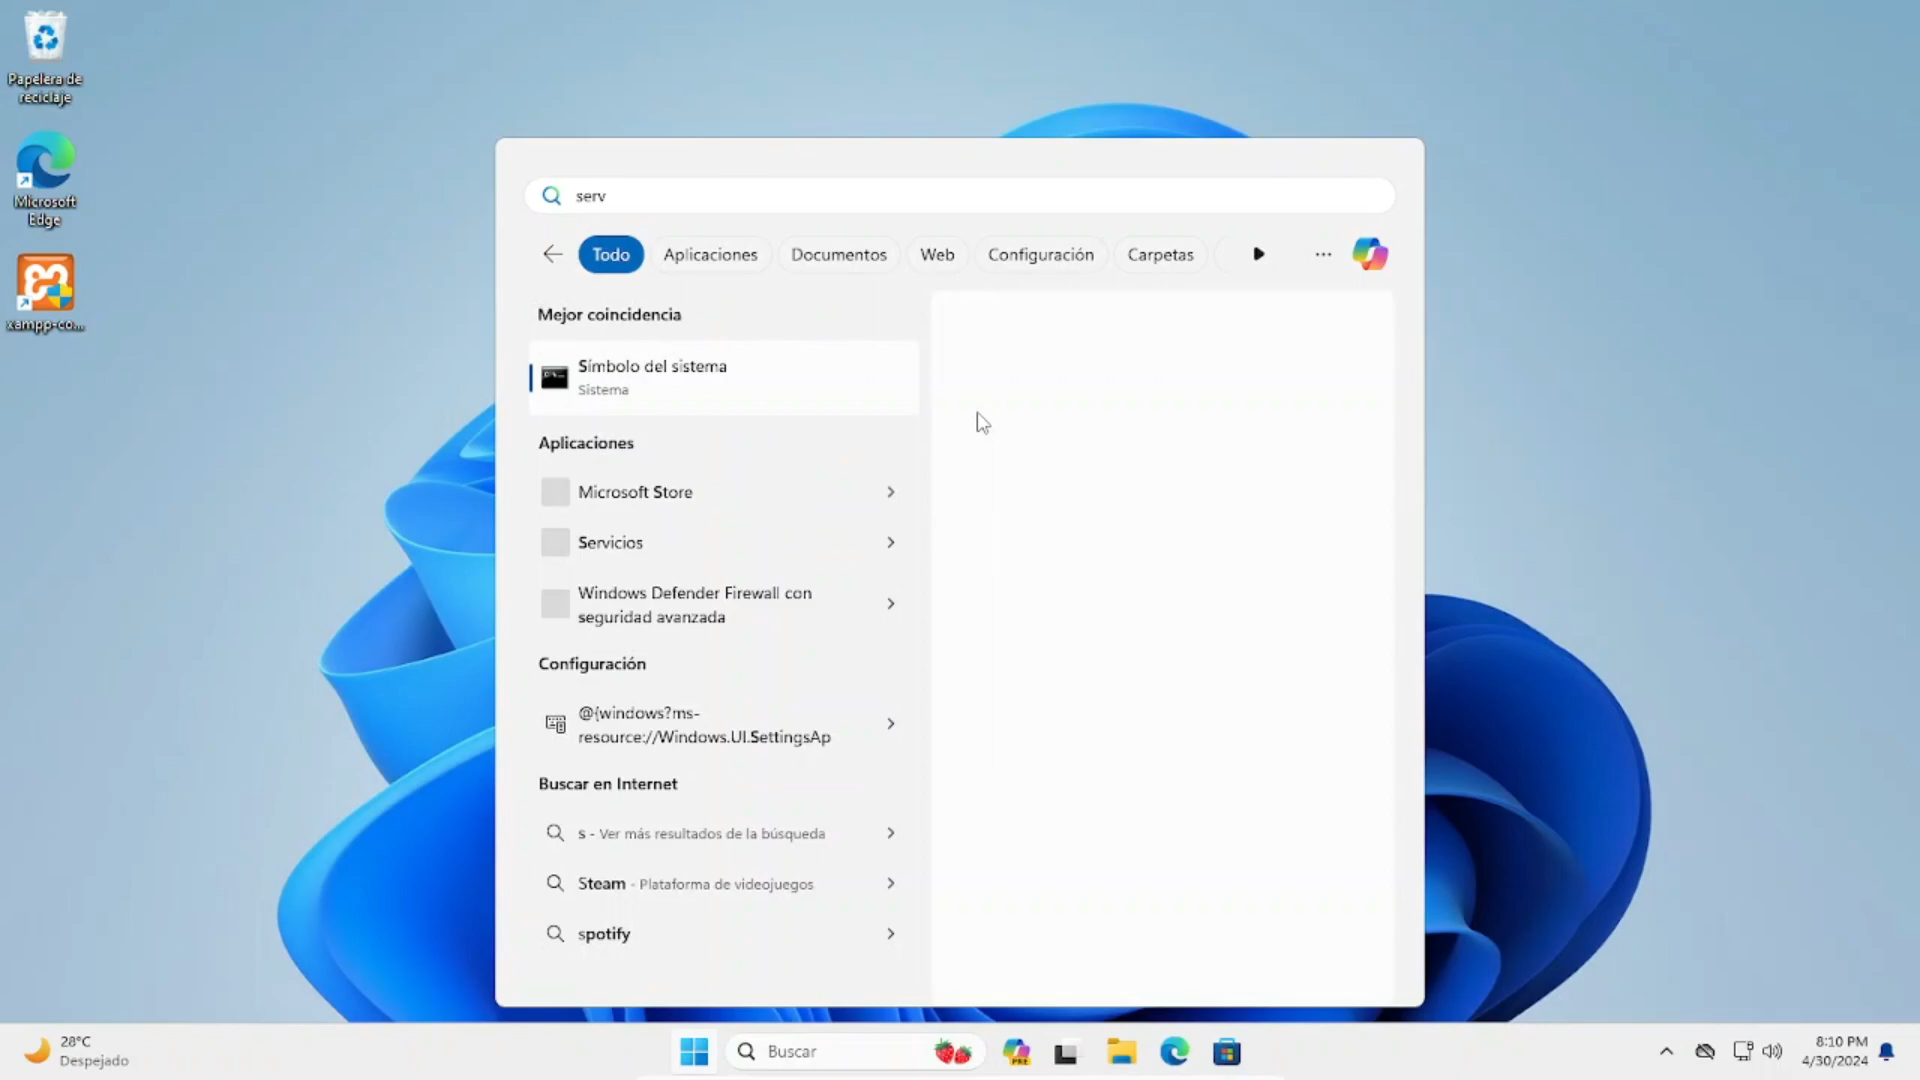 Papelera de
reciclaje
Microsoft
Edge
xampp-co...
serv
Todo
Aplicaciones
Documentos
Web
Configuración
Carpetas
Mejor coincidencia
Símbolo del sistema
Sistema
Aplicaciones
Microsoft Store
Servicios
Windows Defender Firewall con
seguridad avanzada
Configuración
@{windows?ms-
resource://Windows.UI.SettingsAp
Buscar en Internet
s - Ver más resultados de la búsqueda
Steam - Plataforma de videojuegos
spotify
28°C
Despejado
Buscar
PRE
8:10 PM
4/30/2024